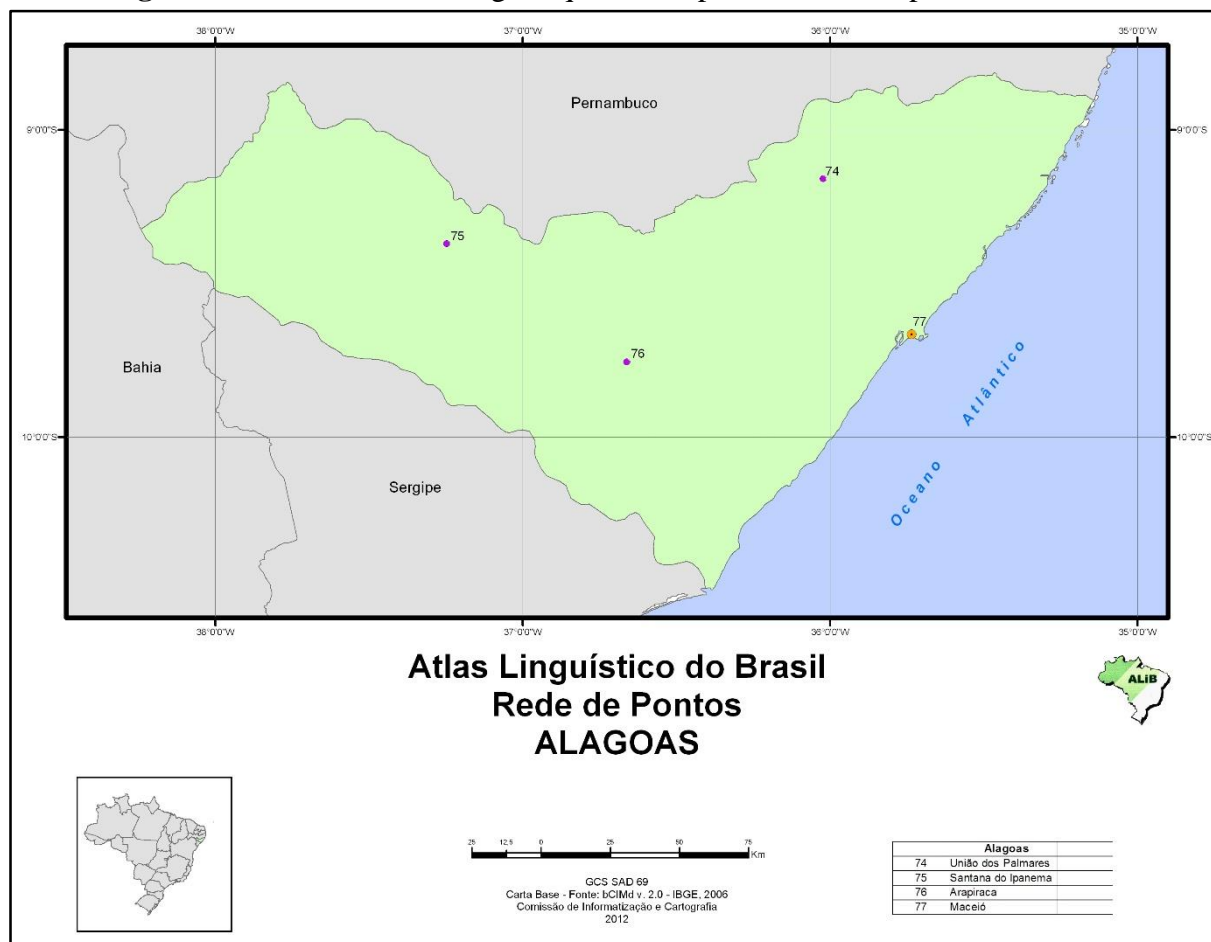 38°0'0"W 37°0'0"W 36°0'0"W 35°0'0"W
Pernambuco
9°0'0"S 9°0'0"S
74
75
77
76
Bahia
Oceano Atlântico
10°0'0"S 10°0'0"S
Sergipe
38°0'0"W 37°0'0"W 36°0'0"W 35°0'0"W
Atlas Linguístico do Brasil
Rede de Pontos
ALAGOAS
ALiB
25 12,5 0 25 50 75
Km
GCS SAD 69
Carta Base - Fonte: bCIMd v. 2.0 - IBGE, 2006
Comissão de Informatização e Cartografia
2012
Alagoas
74 União dos Palmares
75 Santana do Ipanema
76 Arapiraca
77 Maceió